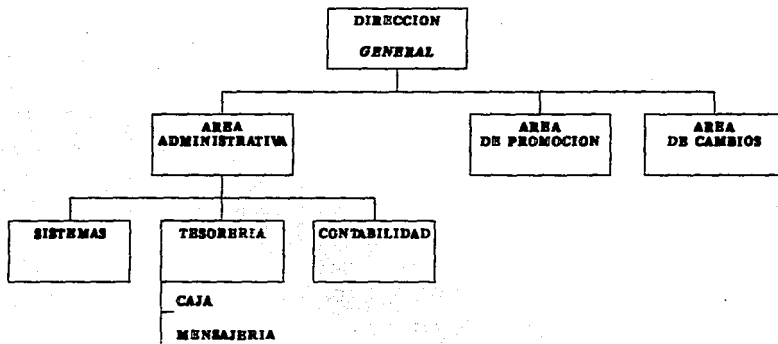 DIRECCION
GENERAL
AREA
ADMINISTRATIVA
AREA
DE PROMOCION
AREA
DE CAMBIOS
SISTEMAS
TESORERIA
CONTABILIDAD
CAJA
MENSAJERIA